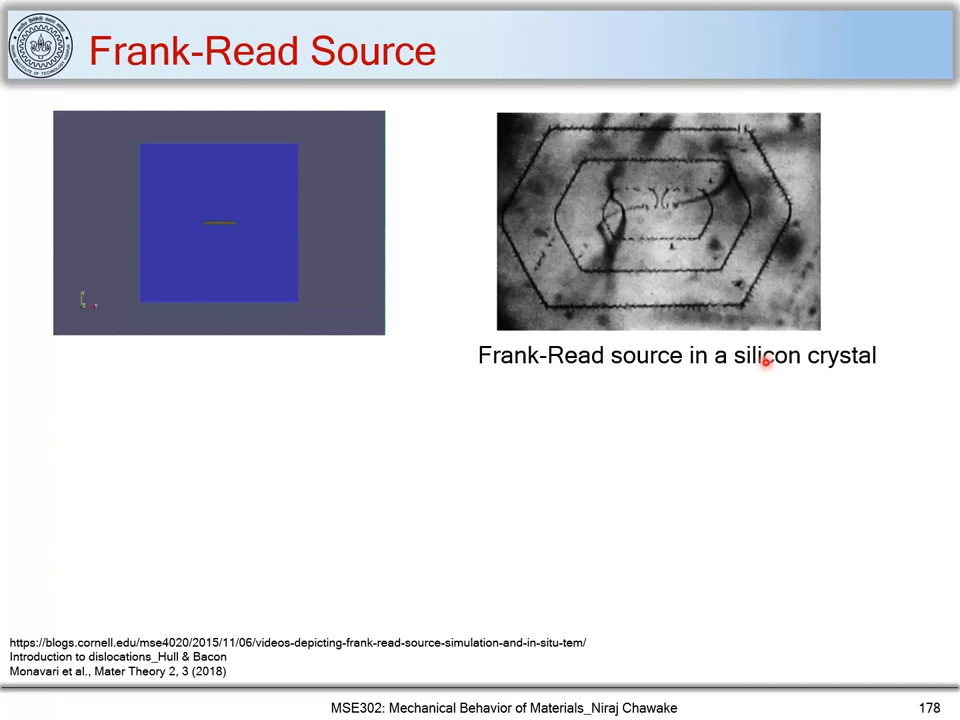 Frank-Read Source
Frank-Read source in a silicon crystal
https://blogs.cornell.edu/mse4020/2015/11/06/videos-depicting-frank-read-source-simulation-and-in-situ-tem/
Introduction to dislocations_Hull & Bacon
Monavari et al., Mater Theory 2, 3 (2018)
MSE302: Mechanical Behavior of Materials_Niraj Chawake
178